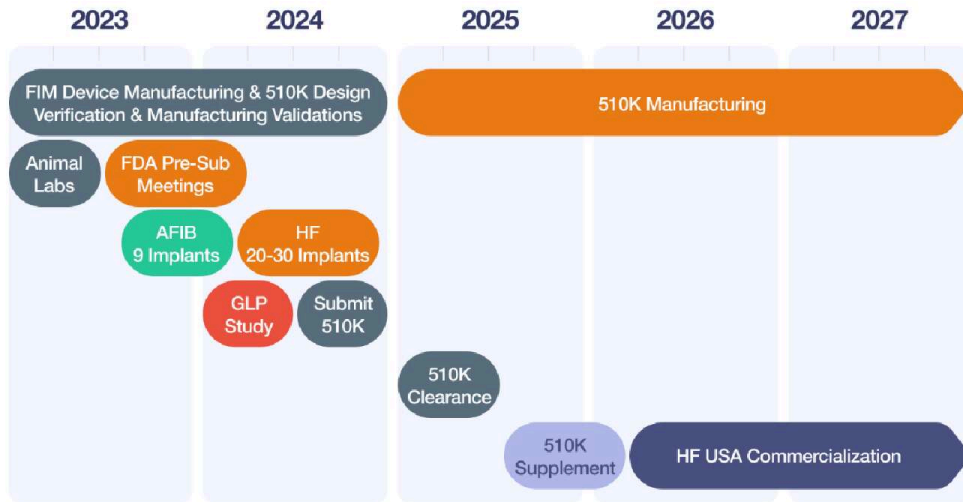 2023
2024
2025
2026
2027
FIM Device Manufacturing & 510K Design
Verification & Manufacturing Validations
510K Manufacturing
Animal
Labs
FDA Pre-Sub
Meetings
AFIB
9 Implants
HF
20-30 Implants
GLP
Study
Submit
510K
510K
Clearance
510K
Supplement
HF USA Commercialization